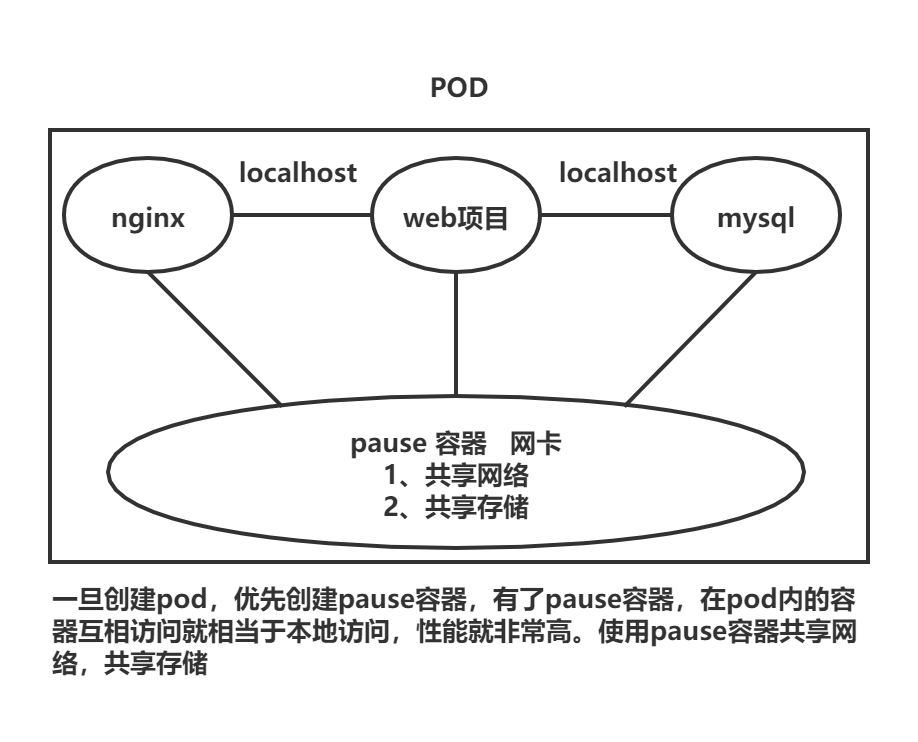 POD
localhost
localhost
nginx
web项目
mysql
pause 容器 网卡
1、共享网络
2、共享存储
一旦创建pod，优先创建pause容器，有了pause容器，在pod内的容
器互相访问就相当于本地访问，性能就非常高。使用pause容器共享网
络，共享存储